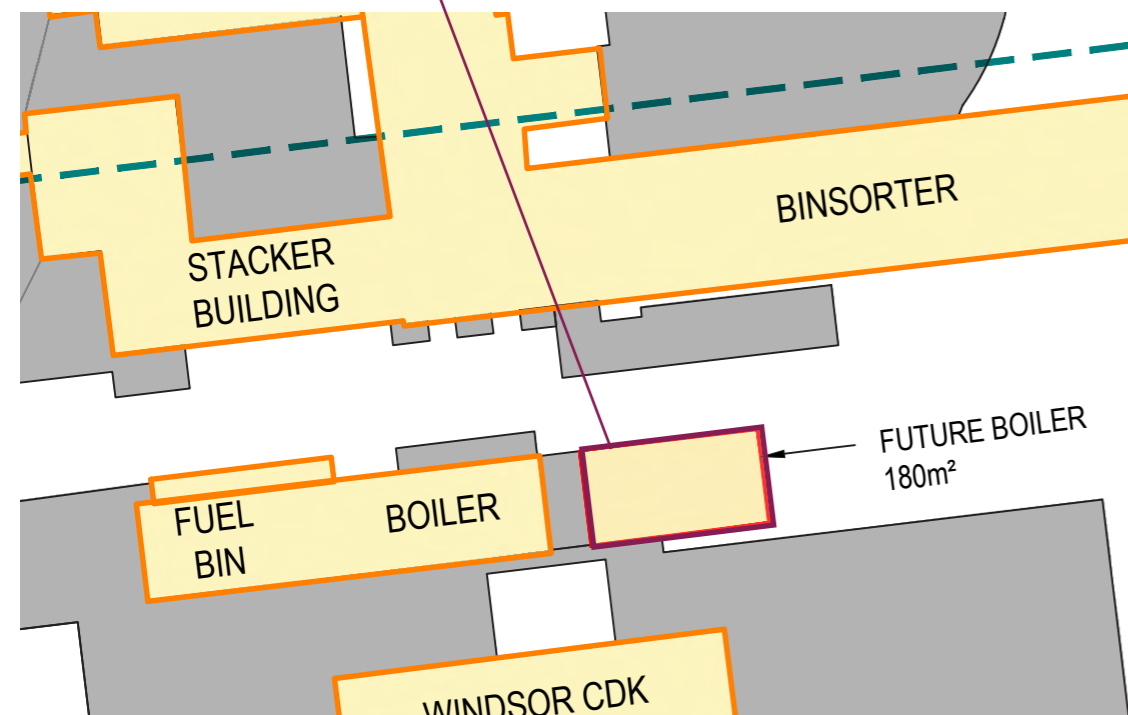 BINSORTER
STACKER
BUILDING
FUTURE BOILER
180m²
FUEL
BIN
BOILER
WINDSOR CDK